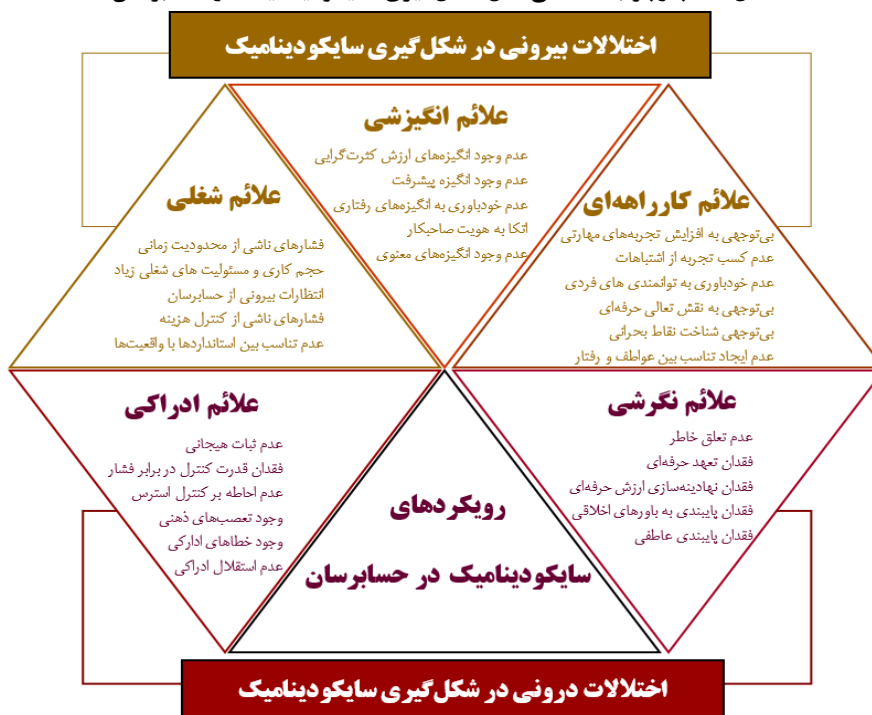 اختلالات بیرونی در شکل‌گیری سایکودینامیک
علائم انگیزشی
عدم وجود انگیزه‌های ارزش کثرت‌گرایی
عدم وجود انگیزه پیشرفت
عدم خودباوری به انگیزه‌های رفتاری
اتکا به هویت صاحبکار
عدم وجود انگیزه‌های معنوی
علائم کارراهه‌ای
بی‌توجهی به افزایش تجربه‌های مهارتی
عدم کسب تجربه از اشتباهات
عدم خودباوری به توانمندی های فردی
بی‌توجهی به نقش تعالی حرفه‌ای
بی‌توجهی شناخت نقاط بحرانی
عدم ایجاد تناسب بین عواطف و رفتار
علائم شغلی
فشارهای ناشی از محدودیت زمانی
حجم کاری و مسئولیت های شغلی زیاد
انتظارات بیرونی از حسابرسان
فشارهای ناشی از کنترل هزینه
عدم تناسب بین استانداردها با واقعیت‌ها
علائم نگرشی
عدم تعلق خاطر
فقدان تعهد حرفه‌ای
فقدان نهادینه‌سازی ارزش حرفه‌ای
فقدان پایبندی به باورهای اخلاقی
فقدان پایبندی عاطفی
علائم ادراکی
عدم ثبات هیجانی
فقدان قدرت کنترل در برابر فشار
عدم احاطه بر کنترل استرس
وجود تعصب‌های ذهنی
وجود خطاهای ادارکی
عدم استقلال ادراکی
رویکردهای
سایکودینامیک در حسابرسان
اختلالات درونی در شکل‌گیری سایکودینامیک